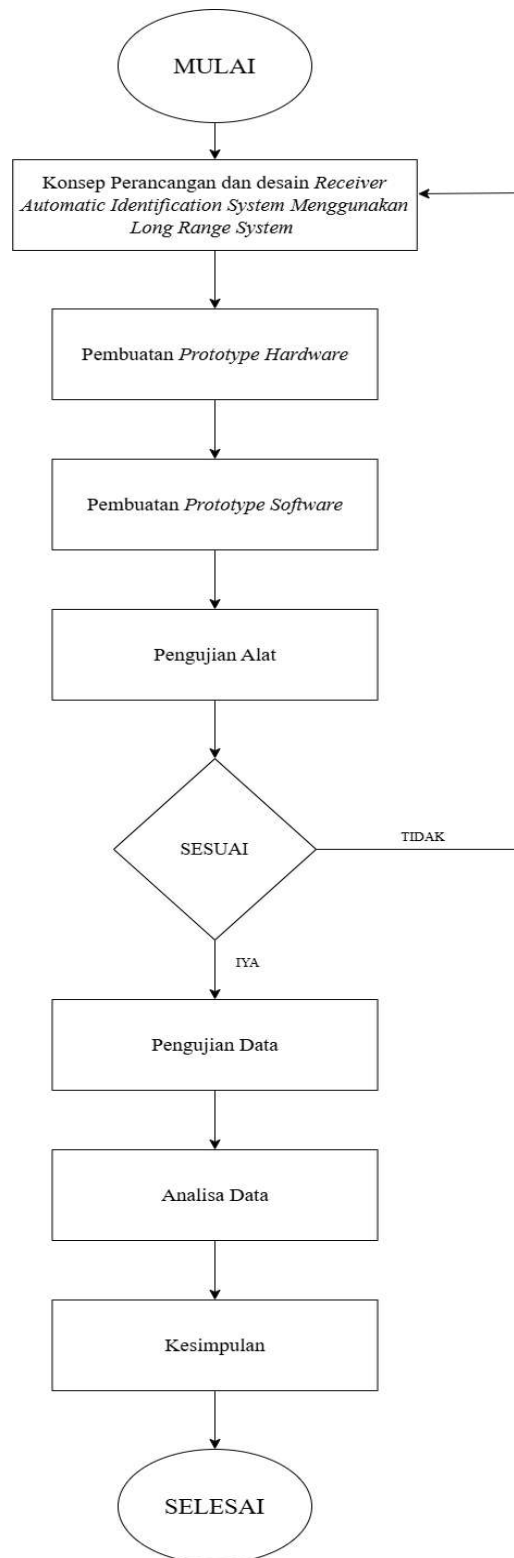 MULAI
Konsep Perancangan dan desain Receiver
Automatic Identification System Menggunakan
Long Range System
Pembuatan Prototype Hardware
Pembuatan Prototype Software
Pengujian Alat
SESUAI
TIDAK
IYA
Pengujian Data
Analisa Data
Kesimpulan
SELESAI